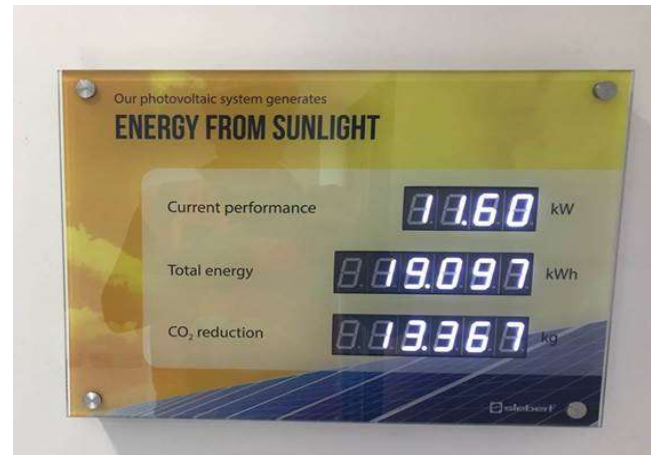 Our photovoltaic system generates
ENERGY FROM SUNLIGHT
Current performance 11.60 kW
Total energy 19.097 kWh
CO₂ reduction 13.367 kg
siebert